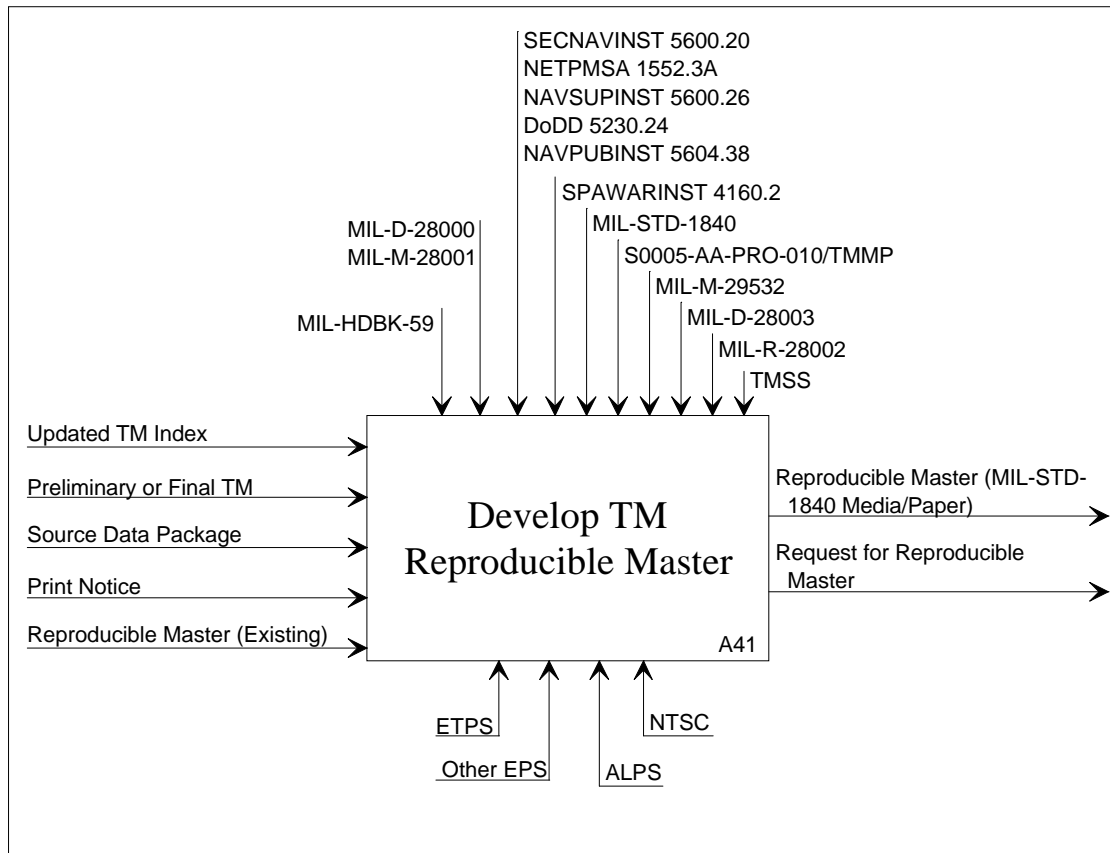 SECNAVINST 5600.20
NETPMSA 1552.3A
NAVSUPINST 5600.26
DoDD 5230.24
NAVPUBINST 5604.38
SPAWARINST 4160.2
MIL-STD-1840
S0005-AA-PRO-010/TMMP
MIL-M-29532
MIL-D-28003
MIL-R-28002
TMSS
MIL-D-28000
MIL-M-28001
MIL-HDBK-59
Updated TM Index
Preliminary or Final TM
Source Data Package
Print Notice
Reproducible Master (Existing)
Develop TM
Reproducible Master
A41
Reproducible Master (MIL-STD-
1840 Media/Paper)
Request for Reproducible
Master
ETPS
Other EPS
ALPS
NTSC